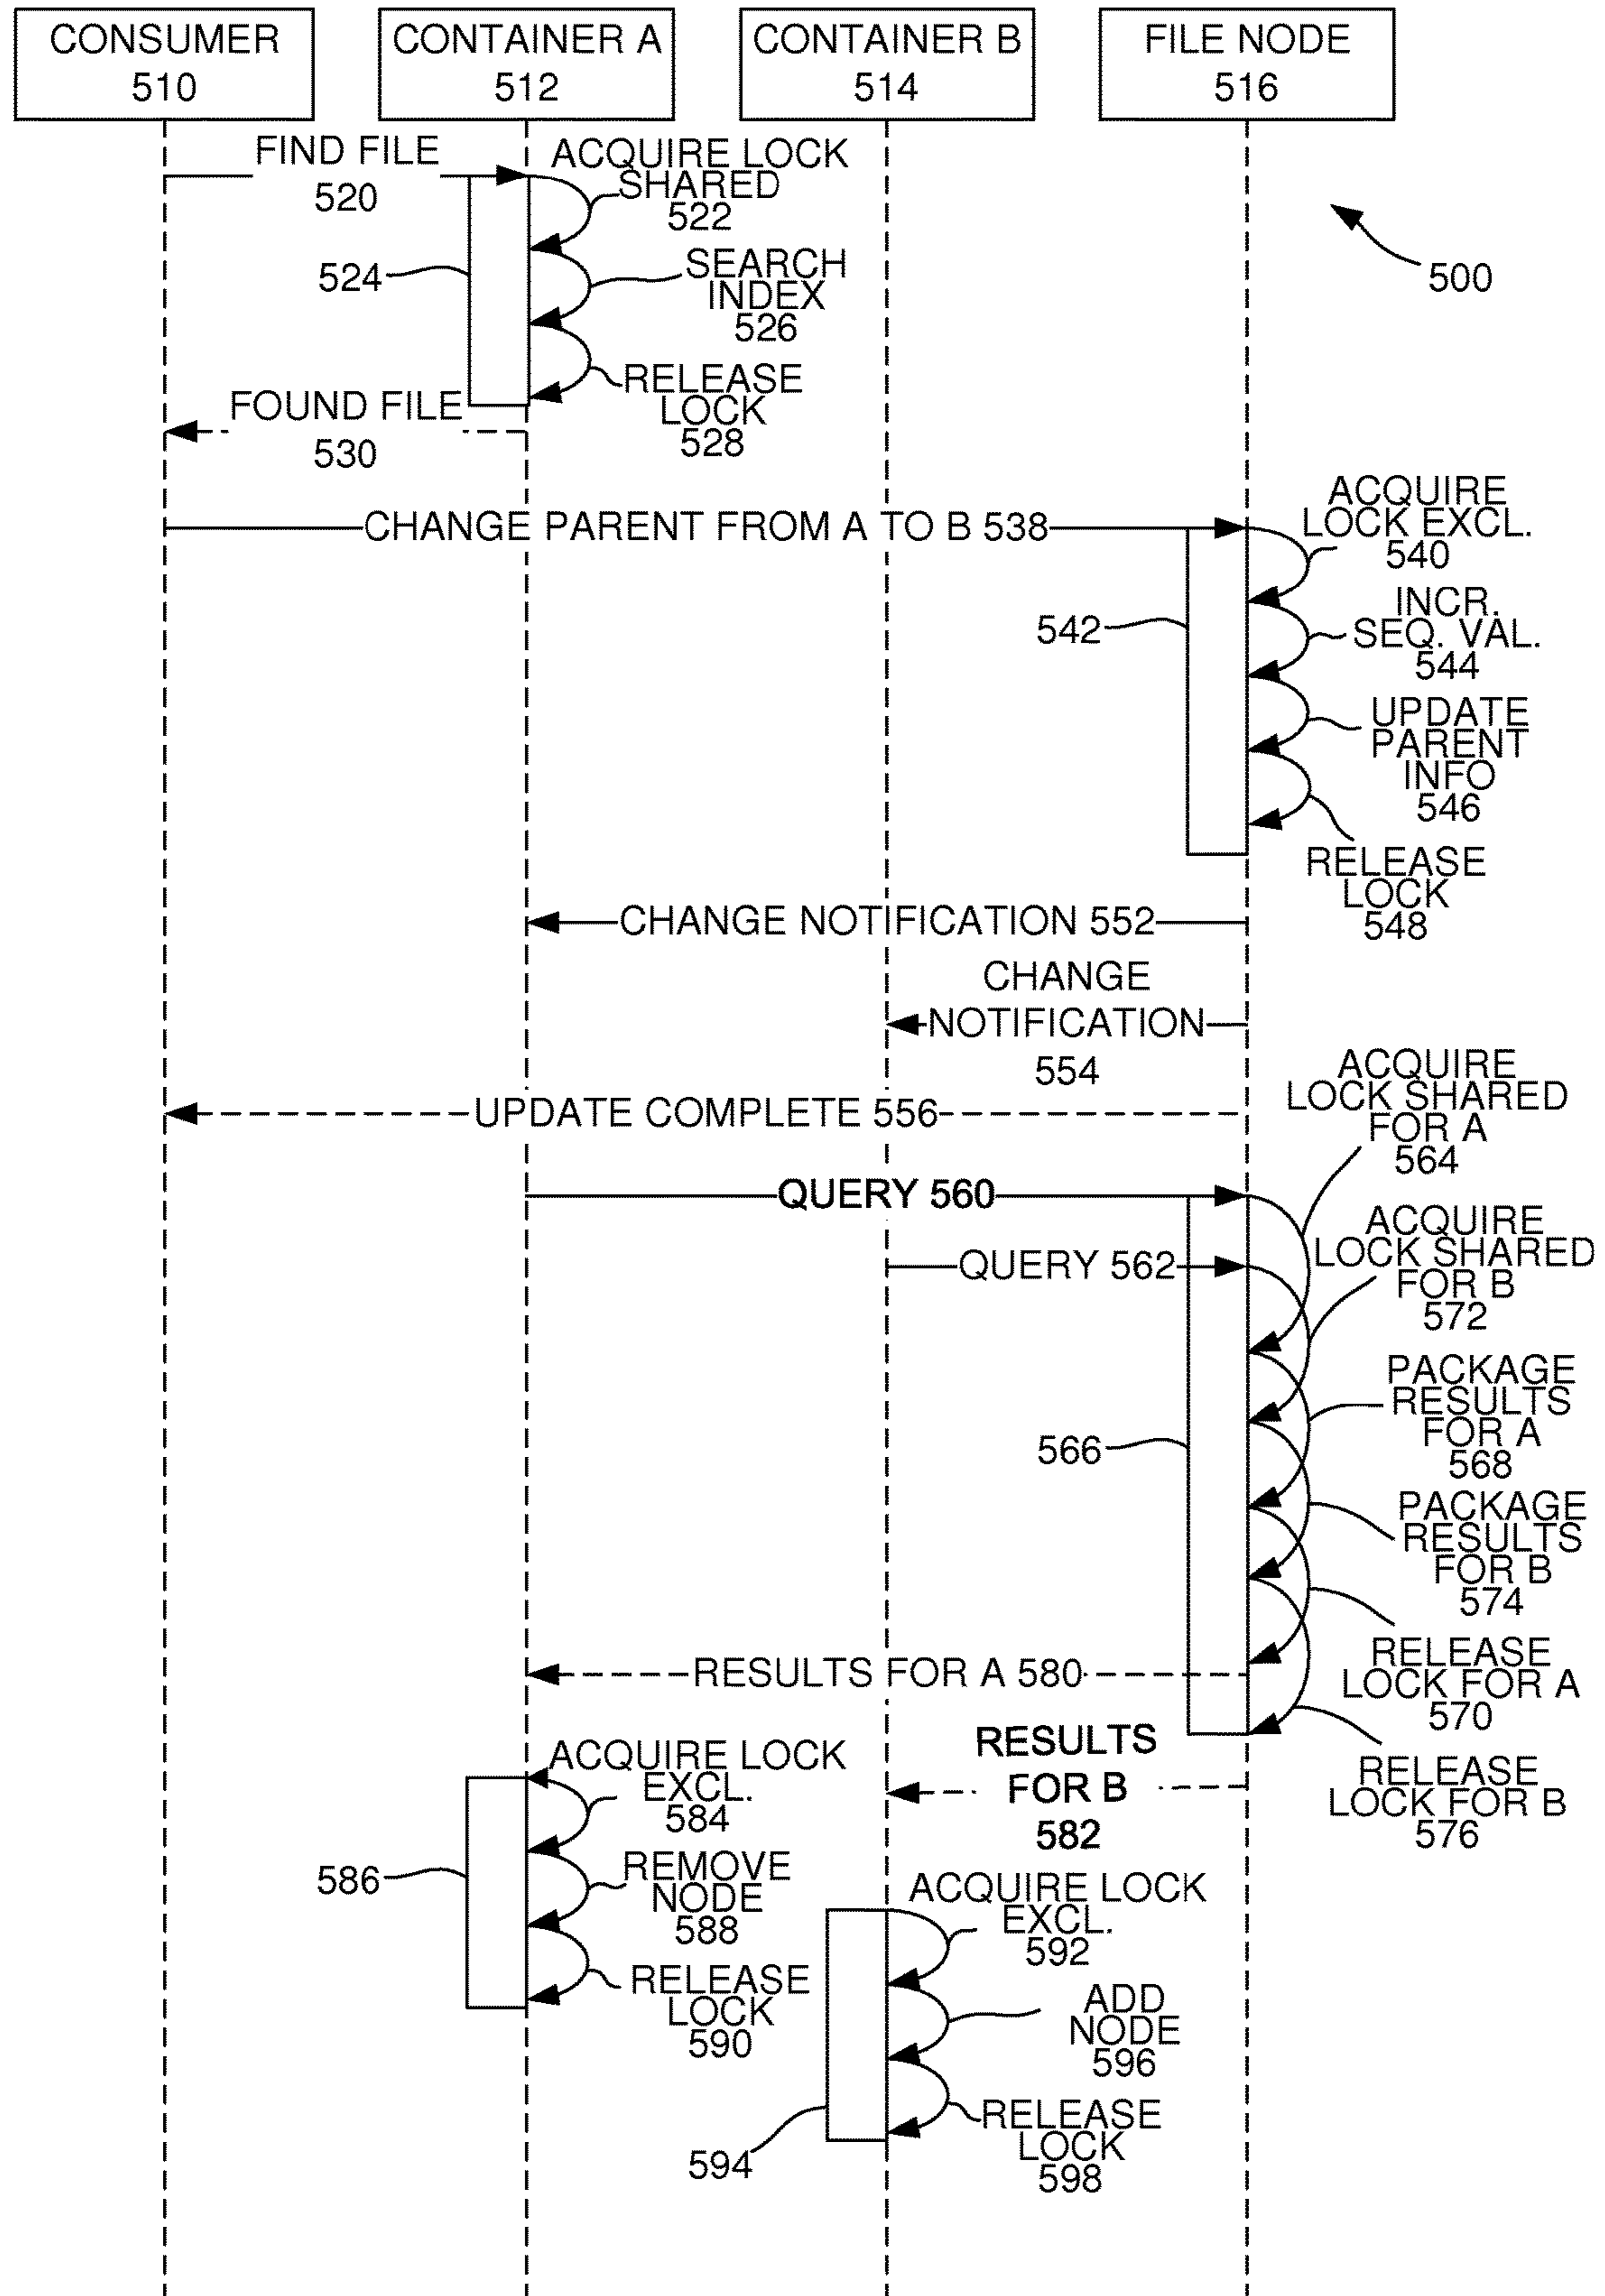 CONSUMER
510
CONTAINER A
512
CONTAINER B
514
FILE NODE
516
FIND FILE
520
ACQUIRE LOCK
SHARED
522
524
SEARCH
INDEX
526
500
RELEASE
LOCK
528
FOUND FILE
530
CHANGE PARENT FROM A TO B 538
ACQUIRE
LOCK EXCL.
540
542
INCR.
SEQ. VAL.
544
UPDATE
PARENT
INFO
546
RELEASE
LOCK
548
CHANGE NOTIFICATION 552
CHANGE
NOTIFICATION
554
UPDATE COMPLETE 556
ACQUIRE
LOCK SHARED
FOR A
564
QUERY 560
QUERY 562
ACQUIRE
LOCK SHARED
FOR B
572
566
PACKAGE
RESULTS
FOR A
568
PACKAGE
RESULTS
FOR B
574
RESULTS FOR A 580
RELEASE
LOCK FOR A
570
RESULTS
FOR B
582
RELEASE
LOCK FOR B
576
ACQUIRE LOCK
EXCL.
584
586
REMOVE
NODE
588
RELEASE
LOCK
590
ACQUIRE LOCK
EXCL.
592
ADD
NODE
596
594
RELEASE
LOCK
598